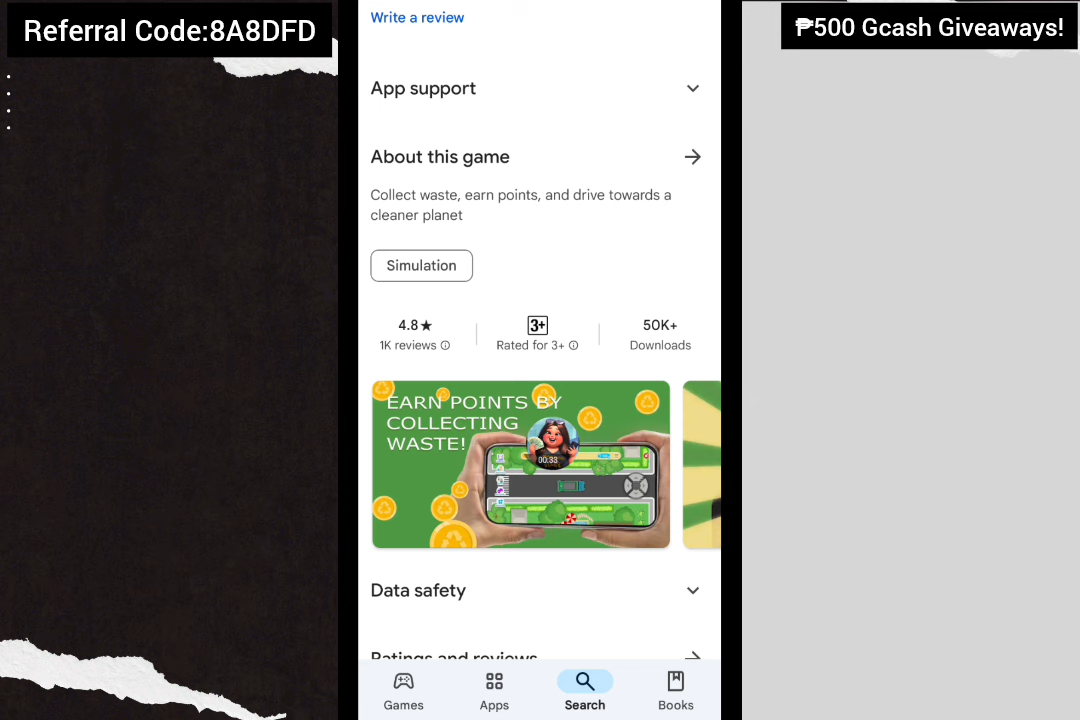 Referral Code:8A8DFD
₱500 Gcash Giveaways!
Write a review
App support
About this game
Collect waste, earn points, and drive towards a
cleaner planet
Simulation
4.8★
1K reviews
3+
Rated for 3+
50K+
Downloads
EARN POINTS BY
COLLECTING
WASTE!
00:33
Data safety
Ratings and reviews
Games
Apps
Search
Books